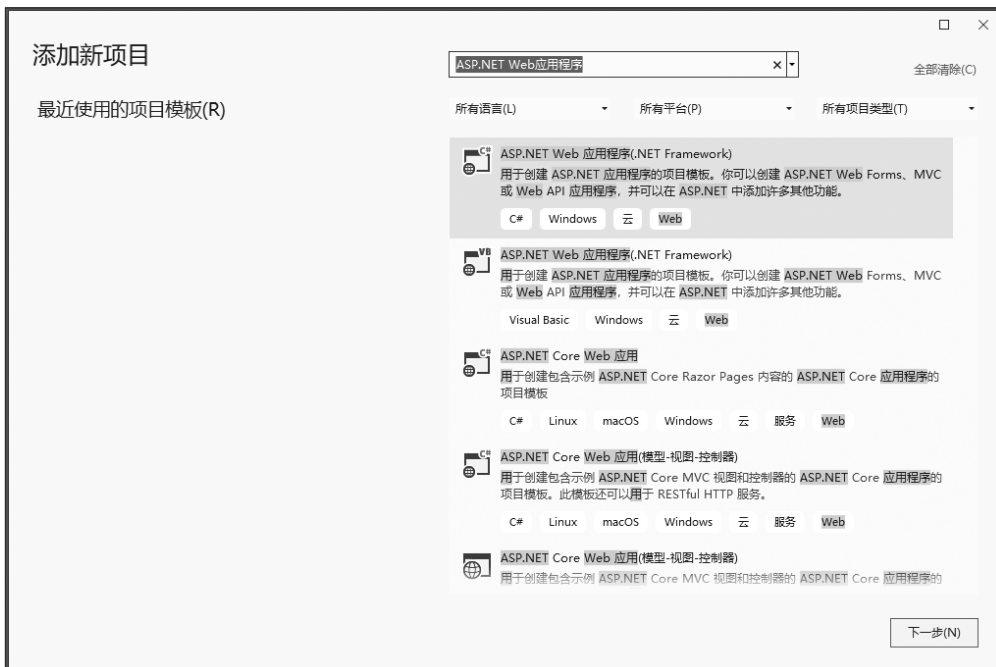 添加新项目
ASP.NET Web应用程序
全部清除(C)
最近使用的项目模板(R)
所有语言(L)
所有平台(P)
所有项目类型(T)
C#
ASP.NET Web 应用程序(.NET Framework)
用于创建 ASP.NET 应用程序的项目模板。你可以创建 ASP.NET Web Forms、MVC
或 Web API 应用程序，并可以在 ASP.NET 中添加许多其他功能。
C# Windows 云 Web
VB
ASP.NET Web 应用程序(.NET Framework)
用于创建 ASP.NET 应用程序的项目模板。你可以创建 ASP.NET Web Forms、MVC
或 Web API 应用程序，并可以在 ASP.NET 中添加许多其他功能。
Visual Basic Windows 云 Web
C#
ASP.NET Core Web 应用
用于创建包含示例 ASP.NET Core Razor Pages 内容的 ASP.NET Core 应用程序的
项目模板
C# Linux macOS Windows 云 服务 Web
C#
ASP.NET Core Web 应用(模型-视图-控制器)
用于创建包含示例 ASP.NET Core MVC 视图和控制器的 ASP.NET Core 应用程序的
项目模板。此模板还可以用于 RESTful HTTP 服务。
C# Linux macOS Windows 云 服务 Web
ASP.NET Core Web 应用(模型-视图-控制器)
用于创建包含示例 ASP.NET Core MVC 视图和控制器的 ASP.NET Core 应用程序的
下一步(N)